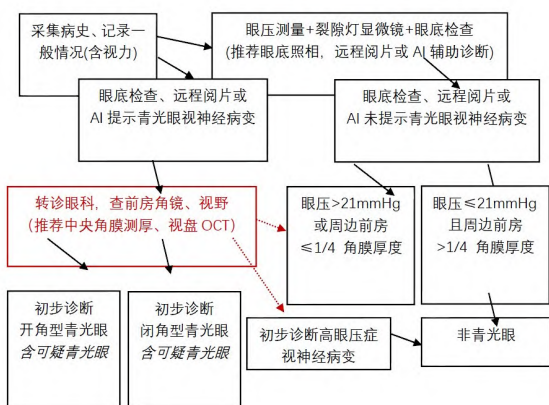 采集病史、记录一
般情况(含视力)
眼压测量+裂隙灯显微镜+眼底检查
(推荐眼底照相，远程阅片或AI辅助诊断)
眼底检查、远程阅片或
AI提示青光眼视神经病变
眼底检查、远程阅片或
AI未提示青光眼视神经病变
转诊眼科，查前房角镜、视野
(推荐中央角膜测厚、视盘OCT)
眼压>21mmHg
或周边前房
≤1/4 角膜厚度
眼压≤21mmHg
且周边前房
>1/4 角膜厚度
初步诊断
开角型青光眼
含可疑青光眼
初步诊断
闭角型青光眼
含可疑青光眼
初步诊断高眼压症
视神经病变
非青光眼